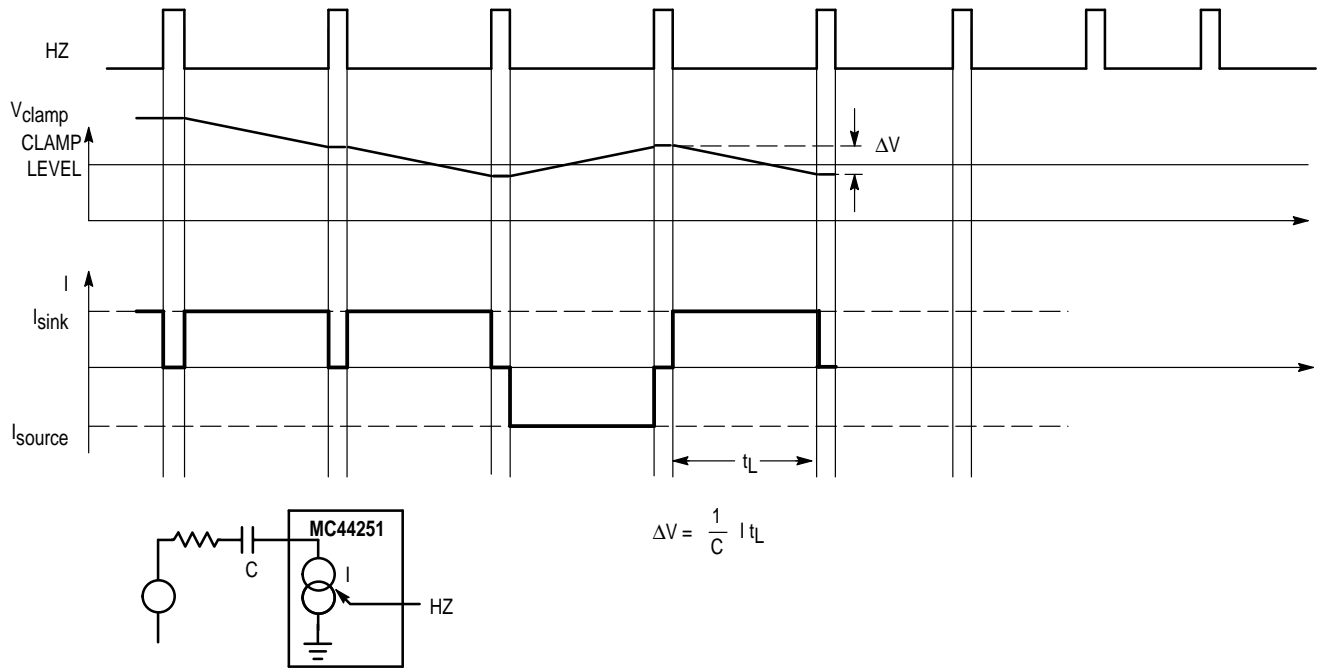 HZ
Vclamp
CLAMP
LEVEL
ΔV
I
Isink
Isource
tL
MC44251
C
I
HZ
ΔV = 1/C I tL